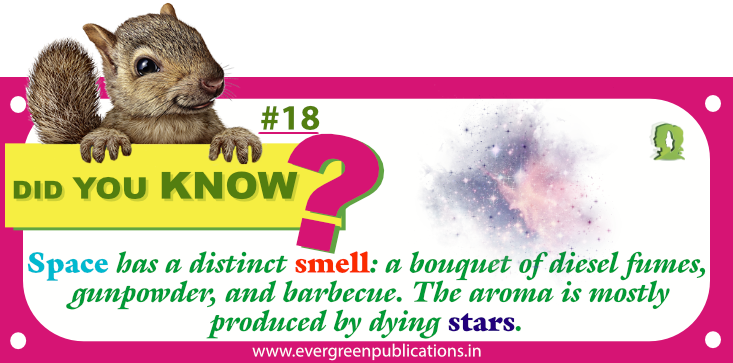 #18
DID YOU KNOW ?
Space has a distinct smell: a bouquet of diesel fumes,
gunpowder, and barbecue. The aroma is mostly
produced by dying stars.
www.evergreenpublications.in